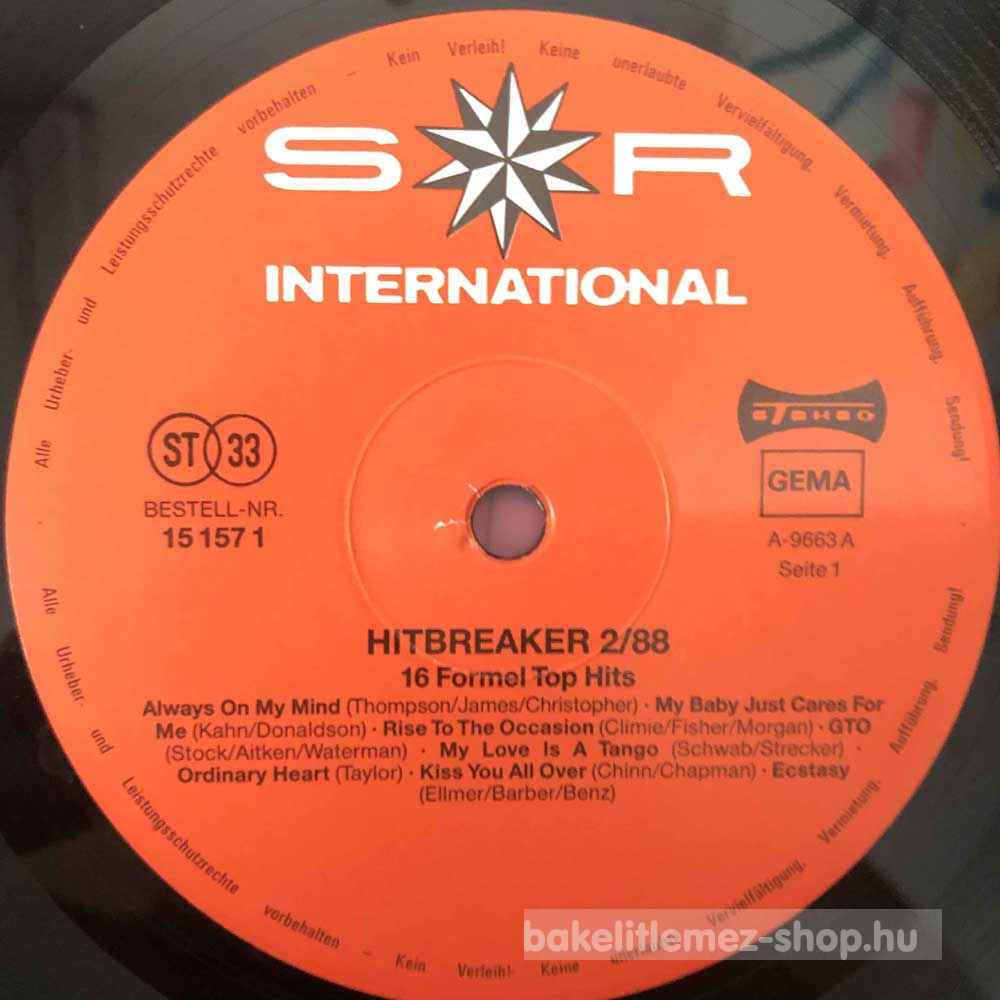 Alle Urheber- und Leistungsschutzrechte vorbehalten – Kein Verleih! Keine unerlaubte Vervielfältigung, Vermietung, Aufführung, Sendung!
S R
INTERNATIONAL
ST 33
BESTELL-NR.
15 157 1
STEREO
GEMA
A-9663 A
Seite 1
HITBREAKER 2/88
16 Formel Top Hits
Always On My Mind (Thompson/James/Christopher) · My Baby Just Cares For
Me (Kahn/Donaldson) · Rise To The Occasion (Climie/Fisher/Morgan) · GTO
(Stock/Aitken/Waterman) · My Love Is A Tango (Schwab/Strecker) ·
Ordinary Heart (Taylor) · Kiss You All Over (Chinn/Chapman) · Ecstasy
(Ellmer/Barber/Benz)
Alle Urheber- und Leistungsschutzrechte vorbehalten – Kein Verleih! Keine unerlaubte Vervielfältigung, Vermietung, Aufführung, Sendung!
bakelitlemez-shop.hu